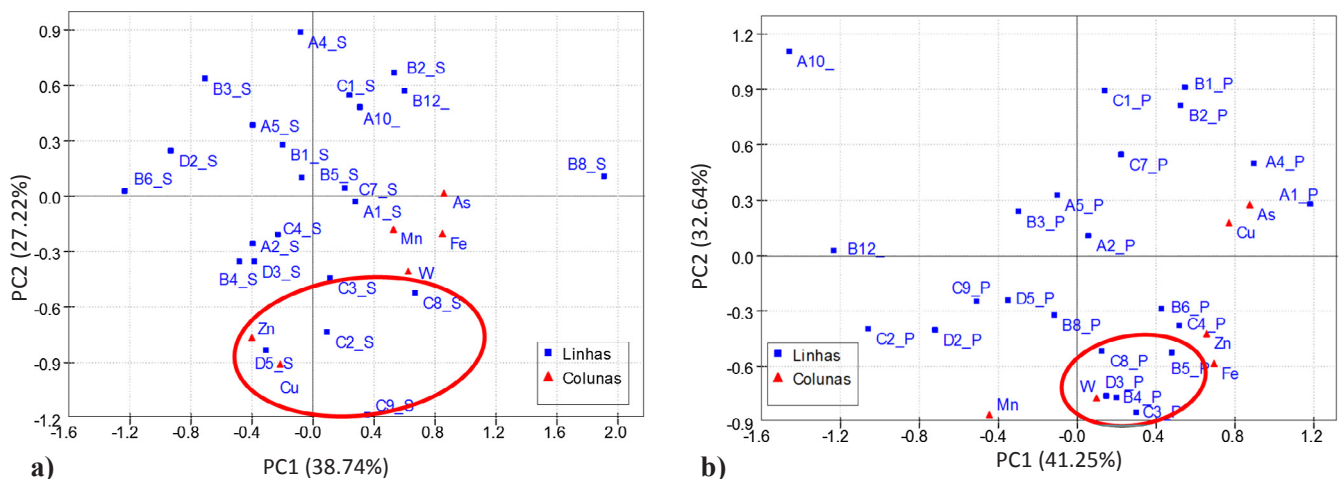 0.9
0.6
0.3
0.0
-0.3
-0.6
-0.9
-1.2
PC2 (27.22%)
A4_S
B2_S
B3_S
C1_S
B12_
A10_
A5_S
D2_S
B1_S
B8_S
B6_S
B5_S
C7_S
As
A1_S
C4_S
Mn
Fe
A2_S
B4_S
D3_S
W
C3_S
C8_S
Zn
C2_S
D5_S
Cu
C9_S
Linhas
Colunas
-1.6
-1.2
-0.8
-0.4
-0.0
0.4
0.8
1.2
1.6
2.0
a)
PC1 (38.74%)
1.2
0.9
0.6
0.3
0.0
-0.3
-0.6
-0.9
PC2 (32.64%)
A10_
C1_P
B1_P
B2_P
C7_P
A4_P
A1_P
As
A5_P
B3_P
Cu
A2_P
B12_
C9_P
D5_P
B6_P
B8_P
C4_P
C2_P
D2_P
Zn
C8_P
B5_P
Fe
W
D3_P
B4_P
Mn
C3_P
Linhas
Colunas
-1.6
-1.2
-0.8
-0.4
-0.0
0.4
0.8
1.2
b)
PC1 (41.25%)